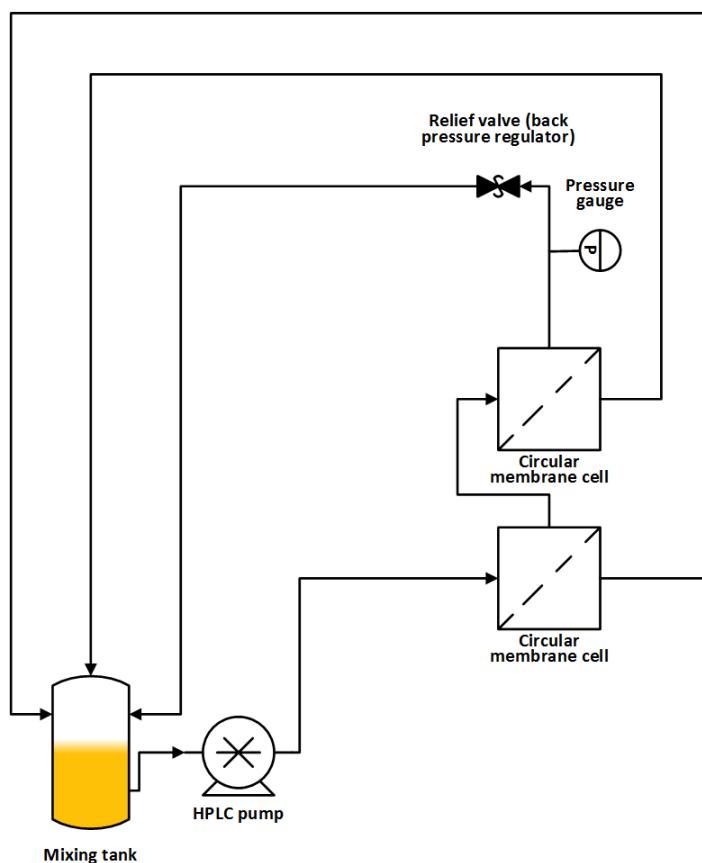 Relief valve (back
pressure regulator)
Pressure
gauge
P
Circular
membrane cell
Circular
membrane cell
HPLC pump
Mixing tank